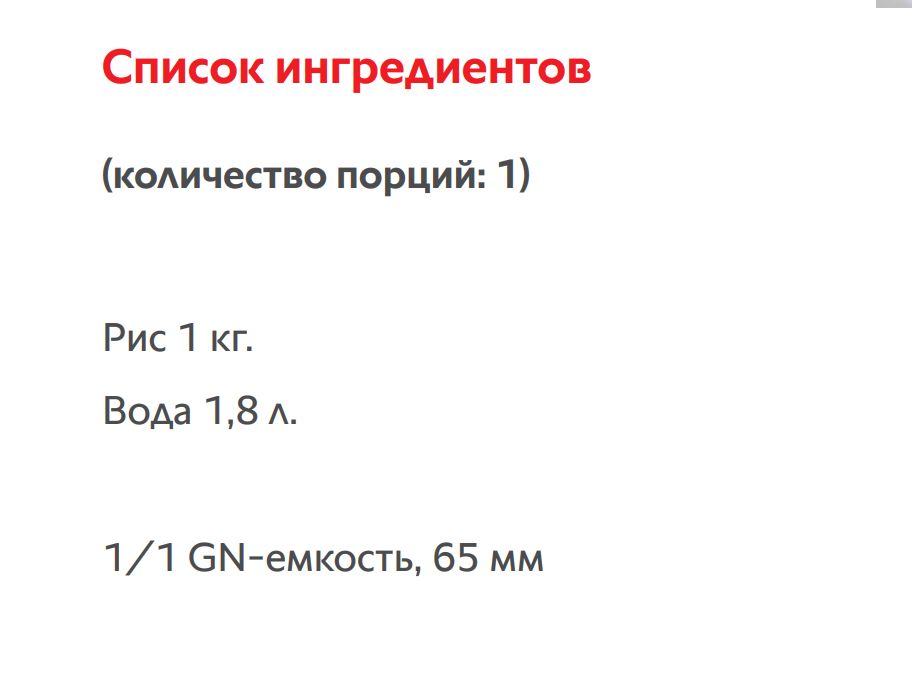 Список ингредиентов
(количество порций: 1)
Рис 1 кг.
Вода 1,8 л.
1/1 GN-емкость, 65 мм